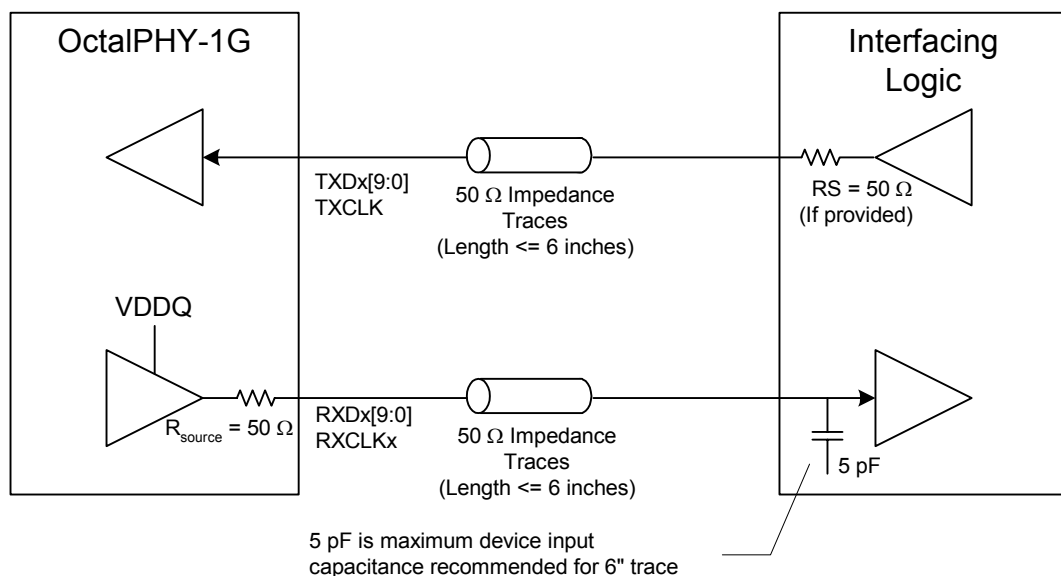 OctalPHY-1G
Interfacing
Logic
TXDx[9:0]
TXCLK
50 Ω Impedance
Traces
(Length <= 6 inches)
RS = 50 Ω
(If provided)
VDDQ
Rsource = 50 Ω
RXDx[9:0]
RXCLKx
50 Ω Impedance
Traces
(Length <= 6 inches)
5 pF
5 pF is maximum device input
capacitance recommended for 6" trace